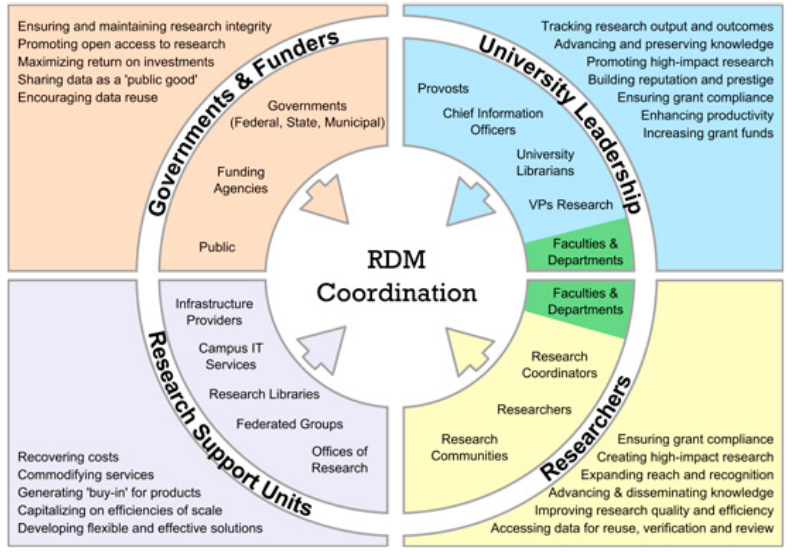 Ensuring and maintaining research integrity
Promoting open access to research
Maximizing return on investments
Sharing data as a 'public good'
Encouraging data reuse
Governments & Funders
Governments
(Federal, State, Municipal)
Funding
Agencies
Public
Tracking research output and outcomes
Advancing and preserving knowledge
Promoting high-impact research
Building reputation and prestige
Ensuring grant compliance
Enhancing productivity
Increasing grant funds
University Leadership
Provosts
Chief Information
Officers
University
Librarians
VPs Research
Faculties &
Departments
RDM
Coordination
Infrastructure
Providers
Campus IT
Services
Research Libraries
Federated Groups
Offices of
Research
Research Support Units
Recovering costs
Commodifying services
Generating 'buy-in' for products
Capitalizing on efficiencies of scale
Developing flexible and effective solutions
Faculties &
Departments
Research
Coordinators
Researchers
Research
Communities
Researchers
Ensuring grant compliance
Creating high-impact research
Expanding reach and recognition
Advancing & disseminating knowledge
Improving research quality and efficiency
Accessing data for reuse, verification and review